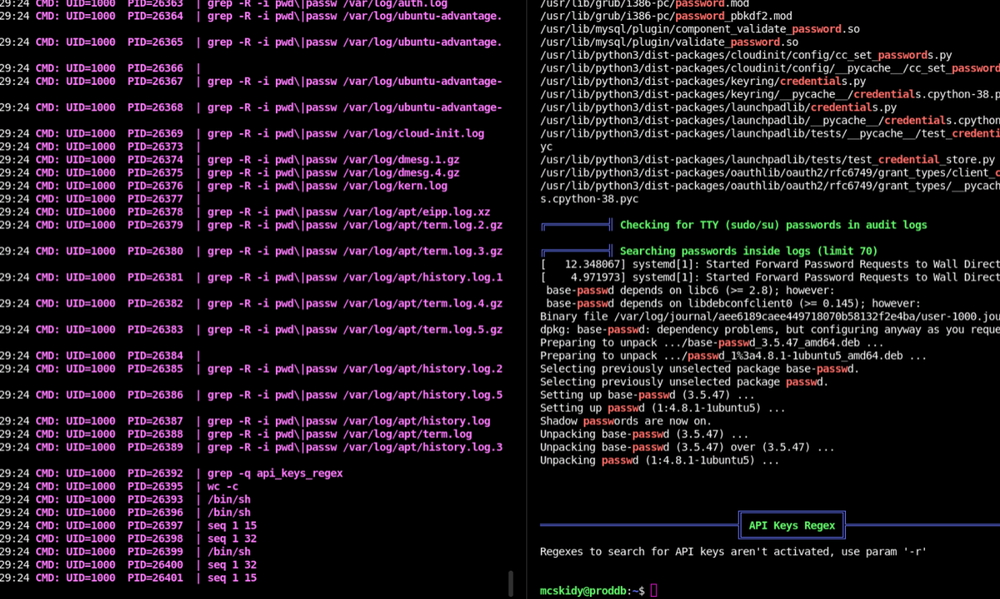 29:24 CMD: UID=1000 PID=26363 | grep -R -i pwd\|passw /var/log/auth.log
29:24 CMD: UID=1000 PID=26364 | grep -R -i pwd\|passw /var/log/ubuntu-advantage.
29:24 CMD: UID=1000 PID=26365 | grep -R -i pwd\|passw /var/log/ubuntu-advantage.
29:24 CMD: UID=1000 PID=26366 |
29:24 CMD: UID=1000 PID=26367 | grep -R -i pwd\|passw /var/log/ubuntu-advantage-
29:24 CMD: UID=1000 PID=26368 | grep -R -i pwd\|passw /var/log/ubuntu-advantage-
29:24 CMD: UID=1000 PID=26369 | grep -R -i pwd\|passw /var/log/cloud-init.log
29:24 CMD: UID=1000 PID=26373 |
29:24 CMD: UID=1000 PID=26374 | grep -R -i pwd\|passw /var/log/dmesg.1.gz
29:24 CMD: UID=1000 PID=26375 | grep -R -i pwd\|passw /var/log/dmesg.4.gz
29:24 CMD: UID=1000 PID=26376 | grep -R -i pwd\|passw /var/log/kern.log
29:24 CMD: UID=1000 PID=26377 |
29:24 CMD: UID=1000 PID=26378 | grep -R -i pwd\|passw /var/log/apt/eipp.log.xz
29:24 CMD: UID=1000 PID=26379 | grep -R -i pwd\|passw /var/log/apt/term.log.2.gz
29:24 CMD: UID=1000 PID=26380 | grep -R -i pwd\|passw /var/log/apt/term.log.3.gz
29:24 CMD: UID=1000 PID=26381 | grep -R -i pwd\|passw /var/log/apt/history.log.1
29:24 CMD: UID=1000 PID=26382 | grep -R -i pwd\|passw /var/log/apt/term.log.4.gz
29:24 CMD: UID=1000 PID=26383 | grep -R -i pwd\|passw /var/log/apt/term.log.5.gz
29:24 CMD: UID=1000 PID=26384 |
29:24 CMD: UID=1000 PID=26385 | grep -R -i pwd\|passw /var/log/apt/history.log.2
29:24 CMD: UID=1000 PID=26386 | grep -R -i pwd\|passw /var/log/apt/history.log.5
29:24 CMD: UID=1000 PID=26387 | grep -R -i pwd\|passw /var/log/apt/history.log
29:24 CMD: UID=1000 PID=26388 | grep -R -i pwd\|passw /var/log/apt/term.log
29:24 CMD: UID=1000 PID=26389 | grep -R -i pwd\|passw /var/log/apt/history.log.3
29:24 CMD: UID=1000 PID=26392 | grep -q api_keys_regex
29:24 CMD: UID=1000 PID=26395 | wc -c
29:24 CMD: UID=1000 PID=26393 | /bin/sh
29:24 CMD: UID=1000 PID=26396 | /bin/sh
29:24 CMD: UID=1000 PID=26397 | seq 1 15
29:24 CMD: UID=1000 PID=26398 | seq 1 32
29:24 CMD: UID=1000 PID=26399 | /bin/sh
29:24 CMD: UID=1000 PID=26400 | seq 1 32
29:24 CMD: UID=1000 PID=26401 | seq 1 15
/usr/lib/grub/i386-pc/password.mod
/usr/lib/grub/i386-pc/password_pbkdf2.mod
/usr/lib/mysql/plugin/component_validate_password.so
/usr/lib/mysql/plugin/validate_password.so
/usr/lib/python3/dist-packages/cloudinit/config/cc_set_passwords.py
/usr/lib/python3/dist-packages/cloudinit/config/__pycache__/cc_set_password
/usr/lib/python3/dist-packages/keyring/credentials.py
/usr/lib/python3/dist-packages/keyring/__pycache__/credentials.cpython-38.p
/usr/lib/python3/dist-packages/launchpadlib/credentials.py
/usr/lib/python3/dist-packages/launchpadlib/__pycache__/credentials.cpython
/usr/lib/python3/dist-packages/launchpadlib/tests/__pycache__/test_credenti
yc
/usr/lib/python3/dist-packages/launchpadlib/tests/test_credential_store.py
/usr/lib/python3/dist-packages/oauthlib/oauth2/rfc6749/grant_types/client_c
/usr/lib/python3/dist-packages/oauthlib/oauth2/rfc6749/grant_types/__pycach
s.cpython-38.pyc
Checking for TTY (sudo/su) passwords in audit logs
Searching passwords inside logs (limit 70)
[   12.348067] systemd[1]: Started Forward Password Requests to Wall Direct
[    4.971973] systemd[1]: Started Forward Password Requests to Wall Direct
base-passwd depends on libc6 (>= 2.8); however:
base-passwd depends on libdebconfclient0 (>= 0.145); however:
Binary file /var/log/journal/aee6189caee449718070b58132f2e4ba/user-1000.jou
dpkg: base-passwd: dependency problems, but configuring anyway as you reque
Preparing to unpack .../base-passwd_3.5.47_amd64.deb ...
Preparing to unpack .../passwd_1%3a4.8.1-1ubuntu5_amd64.deb ...
Selecting previously unselected package base-passwd.
Selecting previously unselected package passwd.
Setting up base-passwd (3.5.47) ...
Setting up passwd (1:4.8.1-1ubuntu5) ...
Shadow passwords are now on.
Unpacking base-passwd (3.5.47) ...
Unpacking base-passwd (3.5.47) over (3.5.47) ...
Unpacking passwd (1:4.8.1-1ubuntu5) ...
API Keys Regex
Regexes to search for API keys aren't activated, use param '-r'
mcskidy@proddb:~$